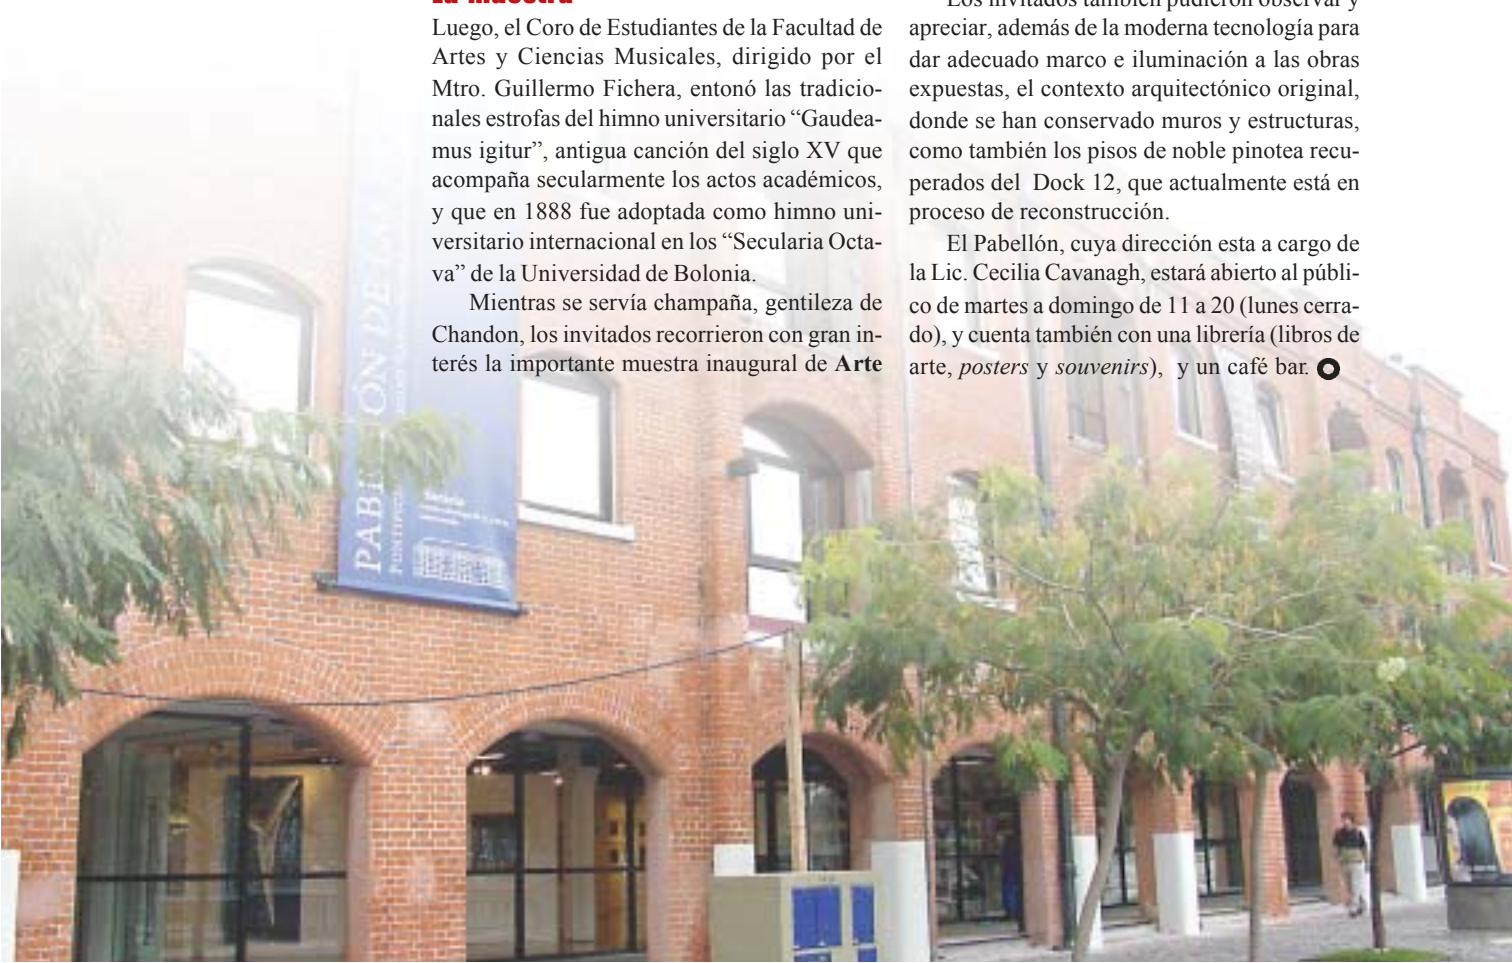 La muestra
Luego, el Coro de Estudiantes de la Facultad de
Artes y Ciencias Musicales, dirigido por el
Mtro. Guillermo Fichera, entonó las tradicio-
nales estrofas del himno universitario “Gaudea-
mus igitur”, antigua canción del siglo XV que
acompaña secularmente los actos académicos,
y que en 1888 fue adoptada como himno uni-
versitario internacional en los “Secularia Octa-
va” de la Universidad de Bolonia.
Mientras se servía champaña, gentileza de
Chandon, los invitados recorrieron con gran in-
terés la importante muestra inaugural de Arte
Los invitados también pudieron observar y
apreciar, además de la moderna tecnología para
dar adecuado marco e iluminación a las obras
expuestas, el contexto arquitectónico original,
donde se han conservado muros y estructuras,
como también los pisos de noble pinotea recu-
perados del Dock 12, que actualmente está en
proceso de reconstrucción.
El Pabellón, cuya dirección esta a cargo de
la Lic. Cecilia Cavanagh, estará abierto al públi-
co de martes a domingo de 11 a 20 (lunes cerra-
do), y cuenta también con una librería (libros de
arte, posters y souvenirs), y un café bar.
PABELLÓN DE LAS